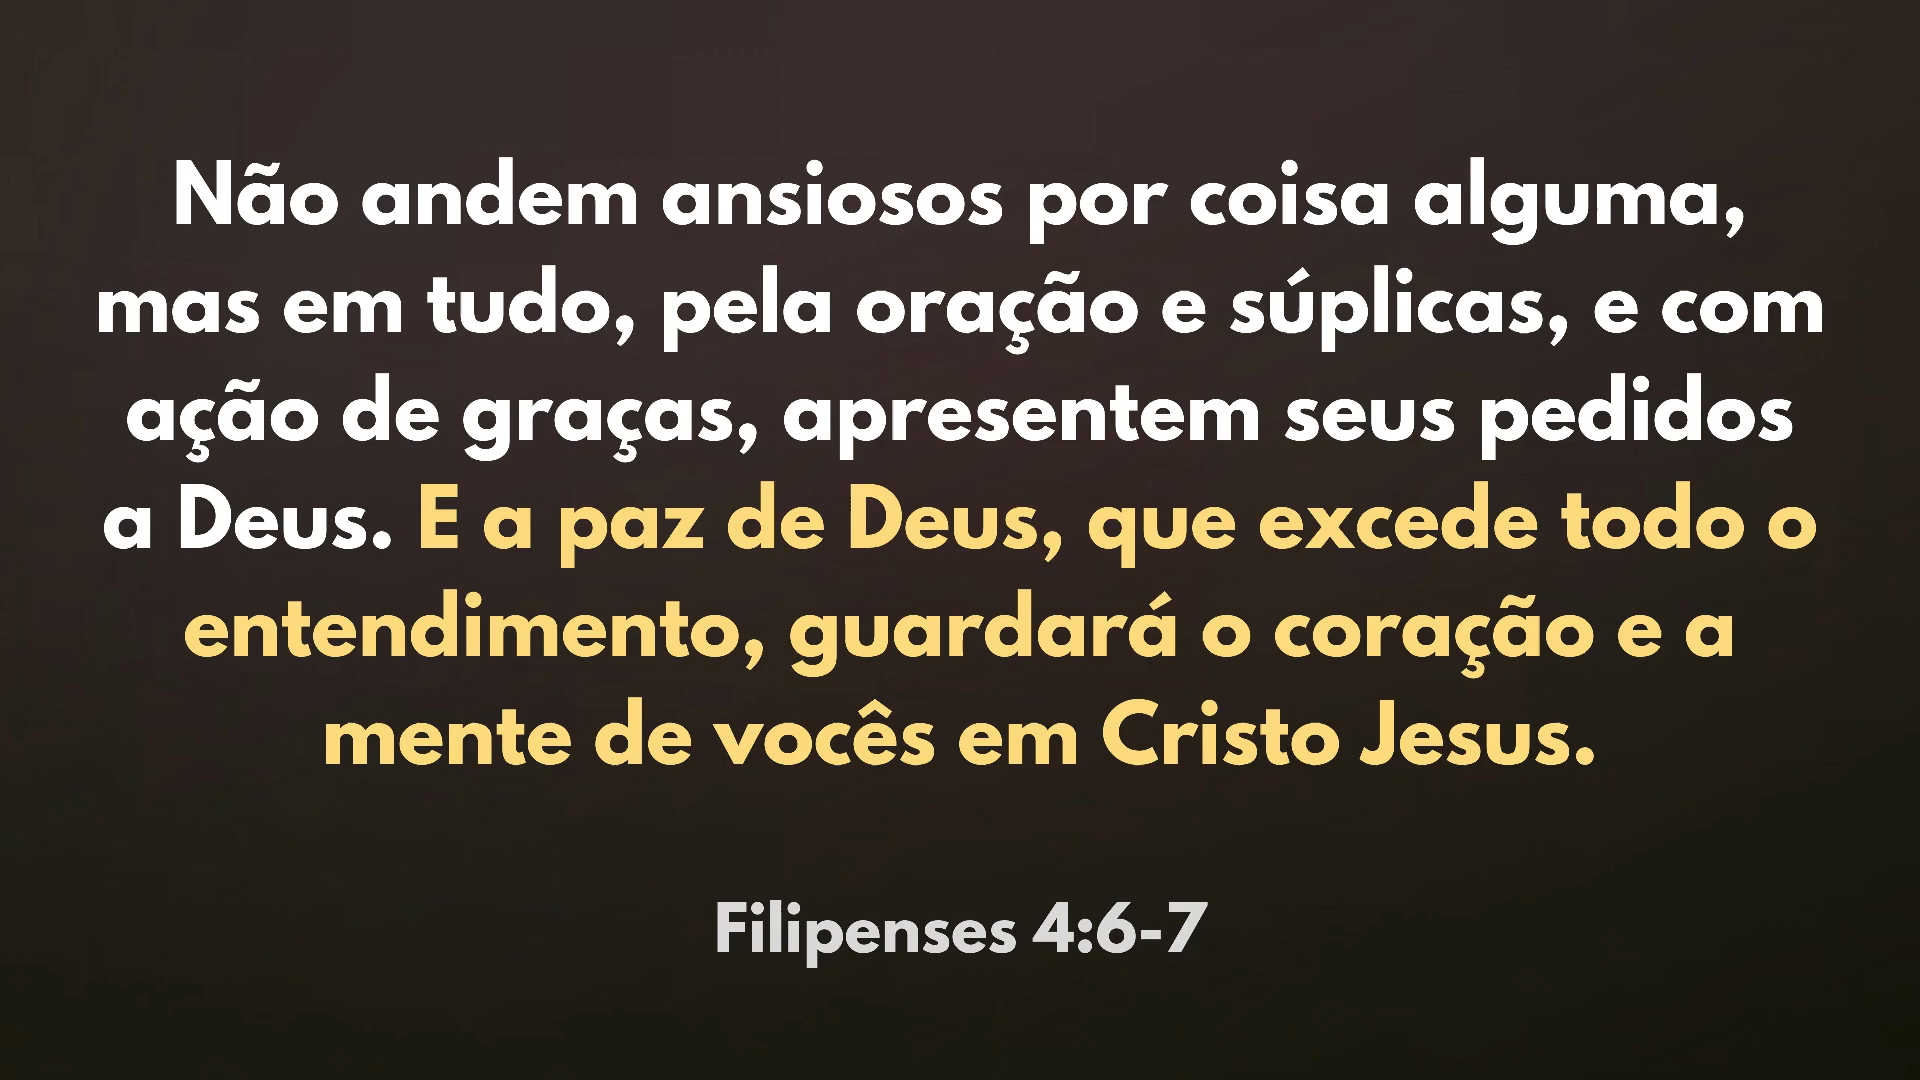 Não andem ansiosos por coisa alguma,
mas em tudo, pela oração e súplicas, e com
ação de graças, apresentem seus pedidos
a Deus. E a paz de Deus, que excede todo o
entendimento, guardará o coração e a
mente de vocês em Cristo Jesus.
Filipenses 4:6-7